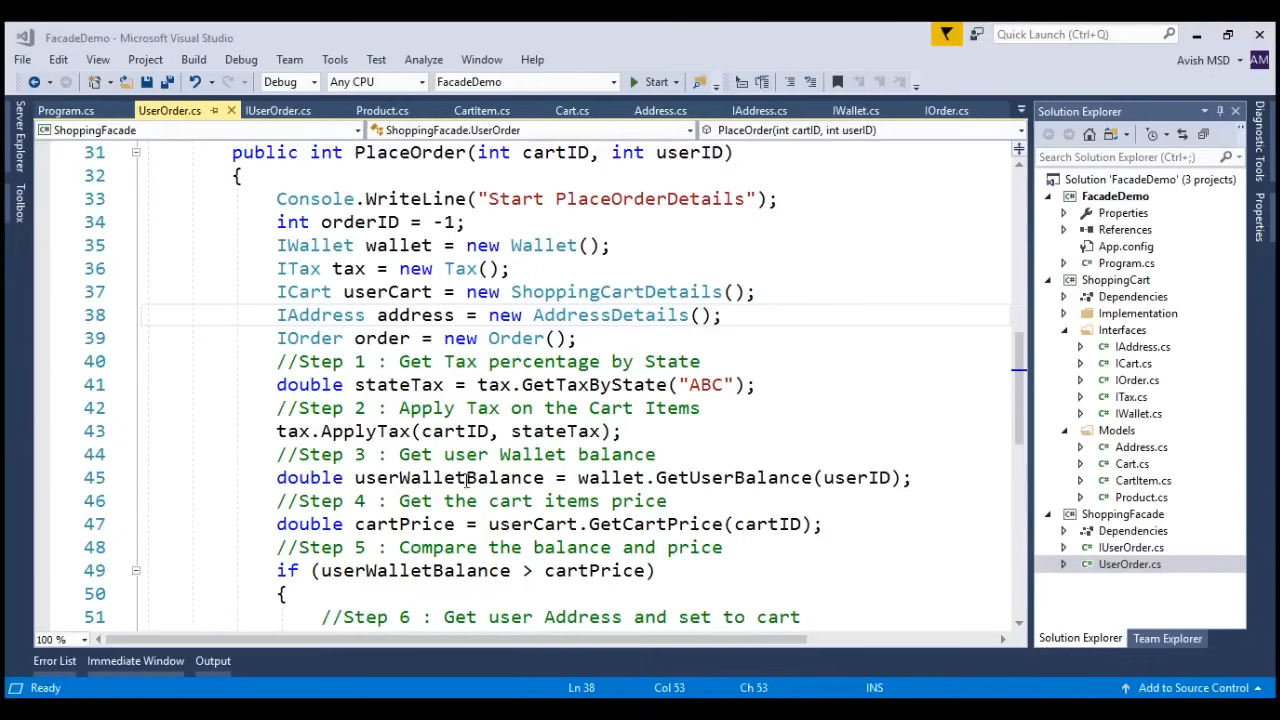 FacadeDemo - Microsoft Visual Studio
Quick Launch (Ctrl+Q)
File Edit View Project Build Debug Team Tools Test Analyze Window Help
Avish MSD AM
Debug Any CPU FacadeDemo Start
Server Explorer
Toolbox
Program.cs UserOrder.cs IUserOrder.cs Product.cs CartItem.cs Cart.cs Address.cs IAddress.cs IWallet.cs IOrder.cs
ShoppingFacade ShoppingFacade.UserOrder PlaceOrder(int cartID, int userID)
31 public int PlaceOrder(int cartID, int userID)
32 {
33 Console.WriteLine("Start PlaceOrderDetails");
34 int orderID = -1;
35 IWallet wallet = new Wallet();
36 ITax tax = new Tax();
37 ICart userCart = new ShoppingCartDetails();
38 IAddress address = new AddressDetails();
39 IOrder order = new Order();
40 //Step 1 : Get Tax percentage by State
41 double stateTax = tax.GetTaxByState("ABC");
42 //Step 2 : Apply Tax on the Cart Items
43 tax.ApplyTax(cartID, stateTax);
44 //Step 3 : Get user Wallet balance
45 double userWalletBalance = wallet.GetUserBalance(userID);
46 //Step 4 : Get the cart items price
47 double cartPrice = userCart.GetCartPrice(cartID);
48 //Step 5 : Compare the balance and price
49 if (userWalletBalance > cartPrice)
50 {
51 //Step 6 : Get user Address and set to cart
100 %
Solution Explorer
Search Solution Explorer (Ctrl+;)
Solution 'FacadeDemo' (3 projects)
FacadeDemo
Properties
References
App.config
Program.cs
ShoppingCart
Dependencies
Implementation
Interfaces
IAddress.cs
ICart.cs
IOrder.cs
ITax.cs
IWallet.cs
Models
Address.cs
Cart.cs
CartItem.cs
Product.cs
ShoppingFacade
Dependencies
IUserOrder.cs
UserOrder.cs
Solution Explorer Team Explorer
Diagnostic Tools
Properties
Error List Immediate Window Output
Ready Ln 38 Col 53 Ch 53 INS Add to Source Control